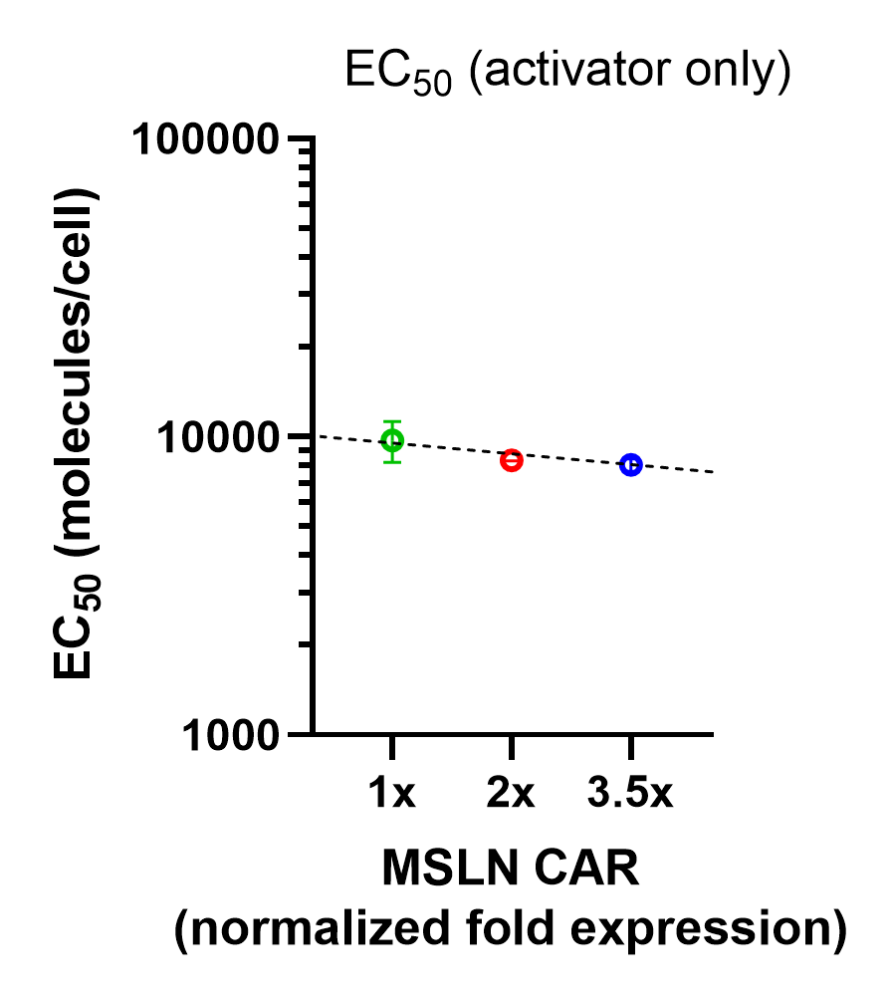 EC50 (activator only)
EC50 (molecules/cell)
100000
10000
1000
1x 2x 3.5x
MSLN CAR
(normalized fold expression)